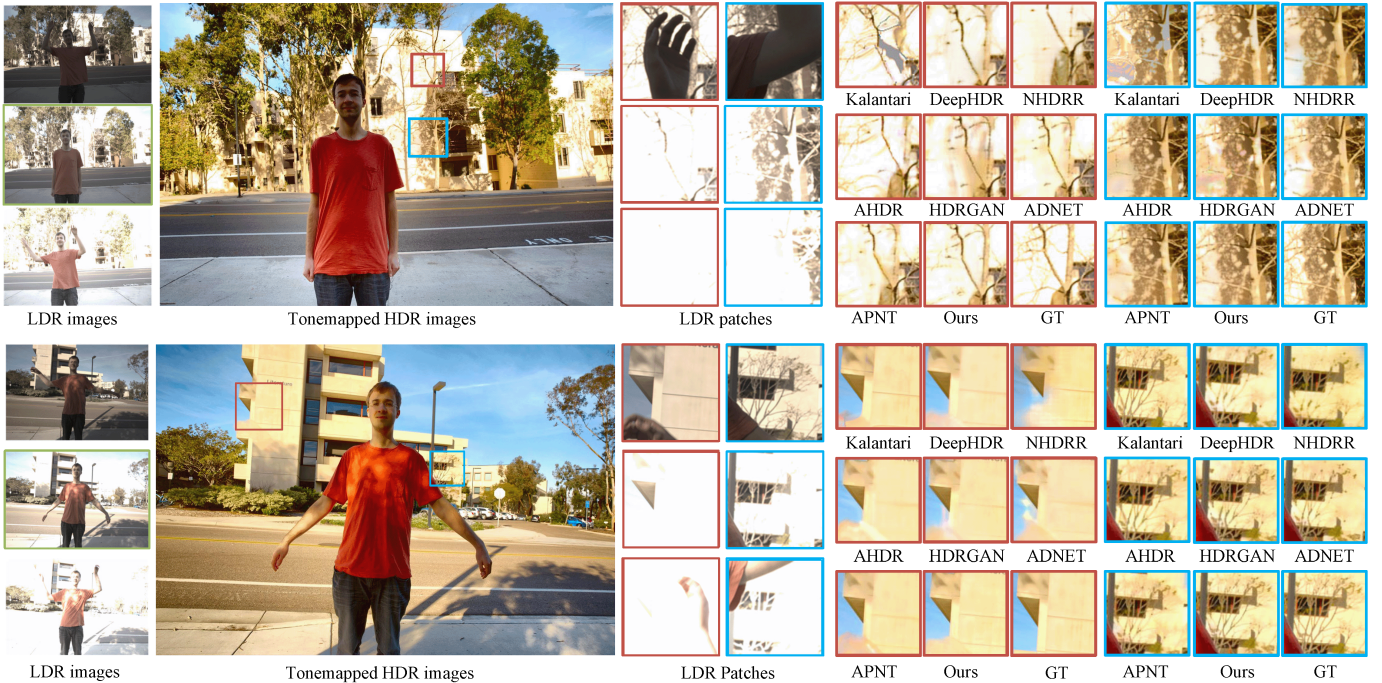 Kalantari DeepHDR NHDRR Kalantari DeepHDR NHDRR
AHDR HDRGAN ADNET AHDR HDRGAN ADNET
ONLY
LDR images Tonemapped HDR images LDR patches APNT Ours GT APNT Ours GT
Kalantari DeepHDR NHDRR Kalantari DeepHDR NHDRR
AHDR HDRGAN ADNET AHDR HDRGAN ADNET
LDR images Tonemapped HDR images LDR Patches APNT Ours GT APNT Ours GT